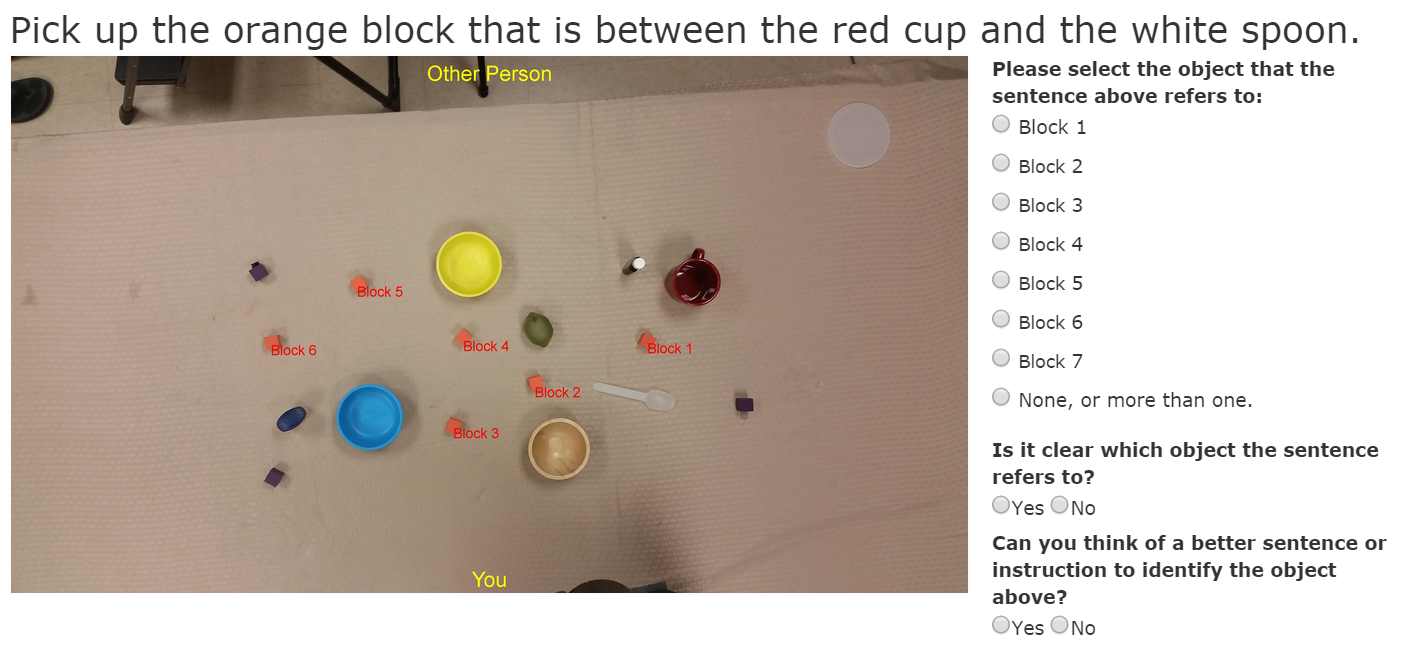 Pick up the orange block that is between the red cup and the white spoon.
Other Person
Block 5
Block 4
Block 6
Block 1
Block 2
Block 3
You
Please select the object that the
sentence above refers to:
Block 1
Block 2
Block 3
Block 4
Block 5
Block 6
Block 7
None, or more than one.
Is it clear which object the sentence
refers to?
Yes No
Can you think of a better sentence or
instruction to identify the object
above?
Yes No